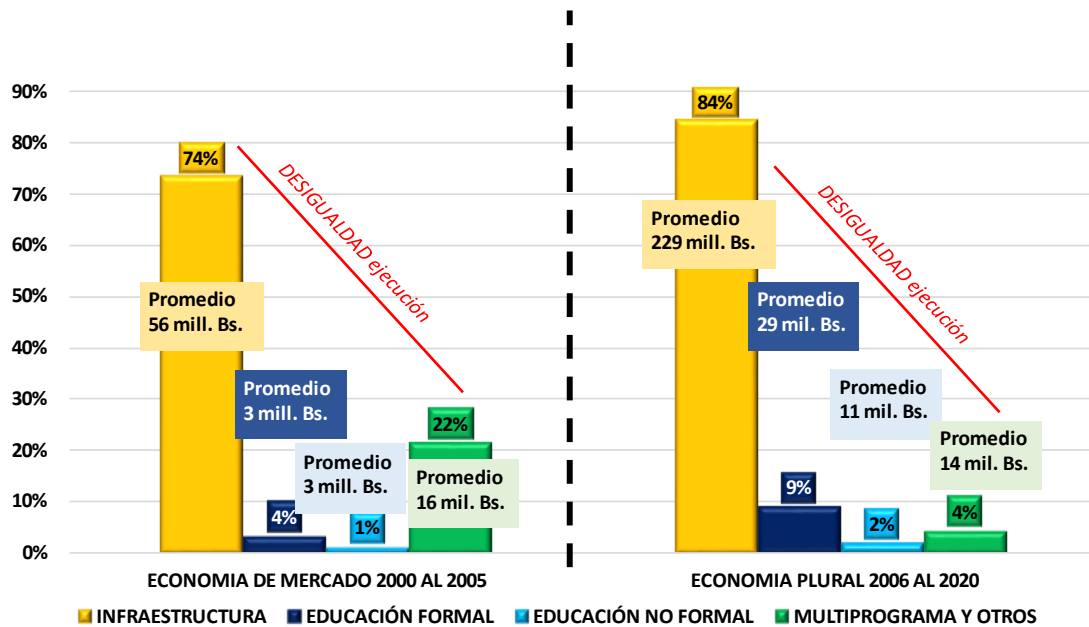 90%
80%
70%
60%
50%
40%
30%
20%
10%
0%
74%
Promedio
56 mill. Bs.
4%
Promedio
3 mill. Bs.
1%
Promedio
3 mill. Bs.
22%
Promedio
16 mil. Bs.
DESIGUALDAD ejecución
84%
Promedio
229 mill. Bs.
9%
Promedio
29 mil. Bs.
2%
Promedio
11 mil. Bs.
4%
Promedio
14 mil. Bs.
DESIGUALDAD ejecución
ECONOMIA DE MERCADO 2000 AL 2005
ECONOMIA PLURAL 2006 AL 2020
INFRAESTRUCTURA
EDUCACIÓN FORMAL
EDUCACIÓN NO FORMAL
MULTIPROGRAMA Y OTROS